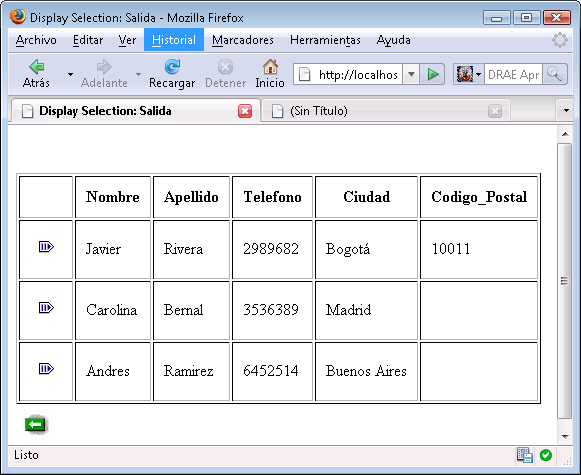 Display Selection: Salida - Mozilla Firefox
Archivo Editar Ver Historial Marcadores Herramientas Ayuda
Atrás Adelante Recargar Detener Inicio http://localhos DRAE Apr
Display Selection: Salida (Sin Título)
Nombre Apellido Telefono Ciudad Codigo_Postal
Javier Rivera 2989682 Bogotá 10011
Carolina Bernal 3536389 Madrid
Andres Ramirez 6452514 Buenos Aires
Listo